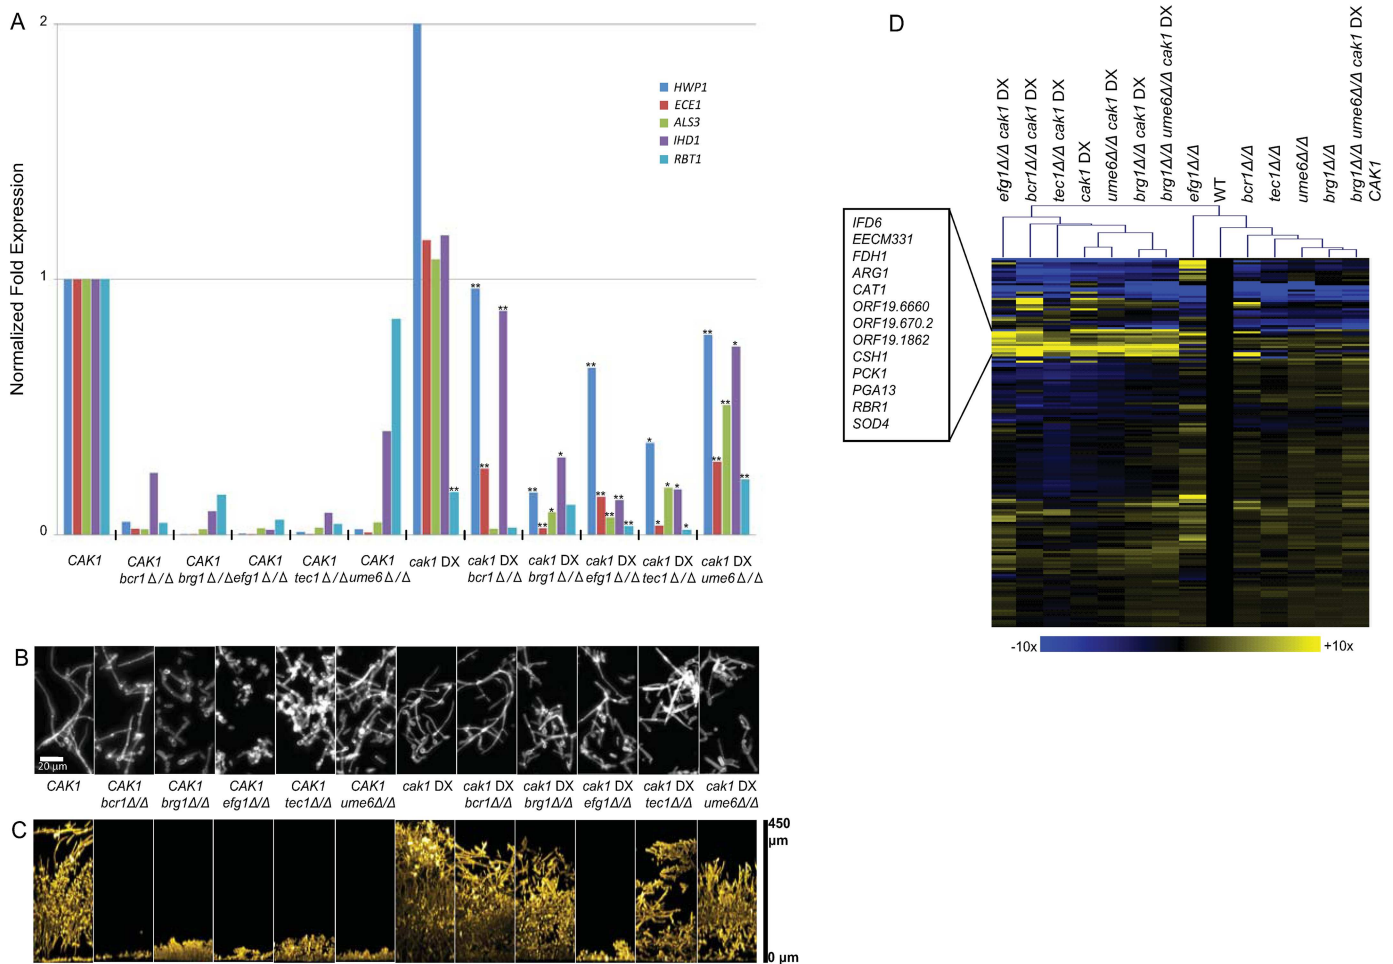 A
Normalized Fold Expression
2
1
0
HWP1
ECE1
ALS3
IHD1
RBT1
** ** ** ** * ** * ** ** ** ** ** * * * * * ** ** ** * **
CAK1
CAK1 bcr1 Δ/Δ
CAK1 brg1 Δ/Δ
CAK1 efg1Δ/Δ
CAK1 tec1Δ/Δ
CAK1 ume6Δ/Δ
cak1 DX
cak1 DX bcr1Δ/Δ
cak1 DX brg1Δ/Δ
cak1 DX efg1Δ/Δ
cak1 DX tec1Δ/Δ
cak1 DX ume6Δ/Δ
B
20 µm
CAK1
CAK1 bcr1Δ/Δ
CAK1 brg1Δ/Δ
CAK1 efg1Δ/Δ
CAK1 tec1Δ/Δ
CAK1 ume6Δ/Δ
cak1 DX
cak1 DX bcr1Δ/Δ
cak1 DX brg1Δ/Δ
cak1 DX efg1Δ/Δ
cak1 DX tec1Δ/Δ
cak1 DX ume6Δ/Δ
C
450 µm
0 µm
D
efg1Δ/Δ cak1 DX
bcr1Δ/Δ cak1 DX
tec1Δ/Δ cak1 DX
cak1 DX
ume6Δ/Δ cak1 DX
brg1Δ/Δ cak1 DX
brg1Δ/Δ ume6Δ/Δ cak1 DX
efg1Δ/Δ
WT
bcr1Δ/Δ
tec1Δ/Δ
ume6Δ/Δ
brg1Δ/Δ
brg1Δ/Δ ume6Δ/Δ cak1 DX
CAK1
IFD6
EECM331
FDH1
ARG1
CAT1
ORF19.6660
ORF19.670.2
ORF19.1862
CSH1
PCK1
PGA13
RBR1
SOD4
-10x
+10x